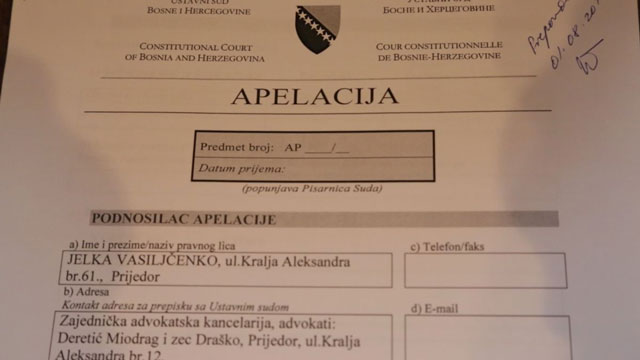 USTAVNI SUD
BOSNE I HERCEGOVINE
БОСНЕ И ХЕРЦЕГОВИНЕ
CONSTITUTIONAL COURT
OF BOSNIA AND HERZEGOVINA
COUR CONSTITUTIONNELLE
DE BOSNIE-HERZEGOVINE
01.08.20
APELACIJA
Predmet broj: AP ____/__
Datum prijema:
(popunjava Pisarnica Suda)
PODNOSILAC APELACIJE
a) Ime i prezime/naziv pravnog lica
JELKA VASILJČENKO, ul.Kralja Aleksandra
br.61., Prijedor
b) Adresa
Kontakt adresa za prepisku sa Ustavnim sudom
Zajednička advokatska kancelarija, advokati:
Deretić Miodrag i zec Draško, Prijedor, ul.Kralja
Aleksandra br.12
c) Telefon/faks
d) E-mail